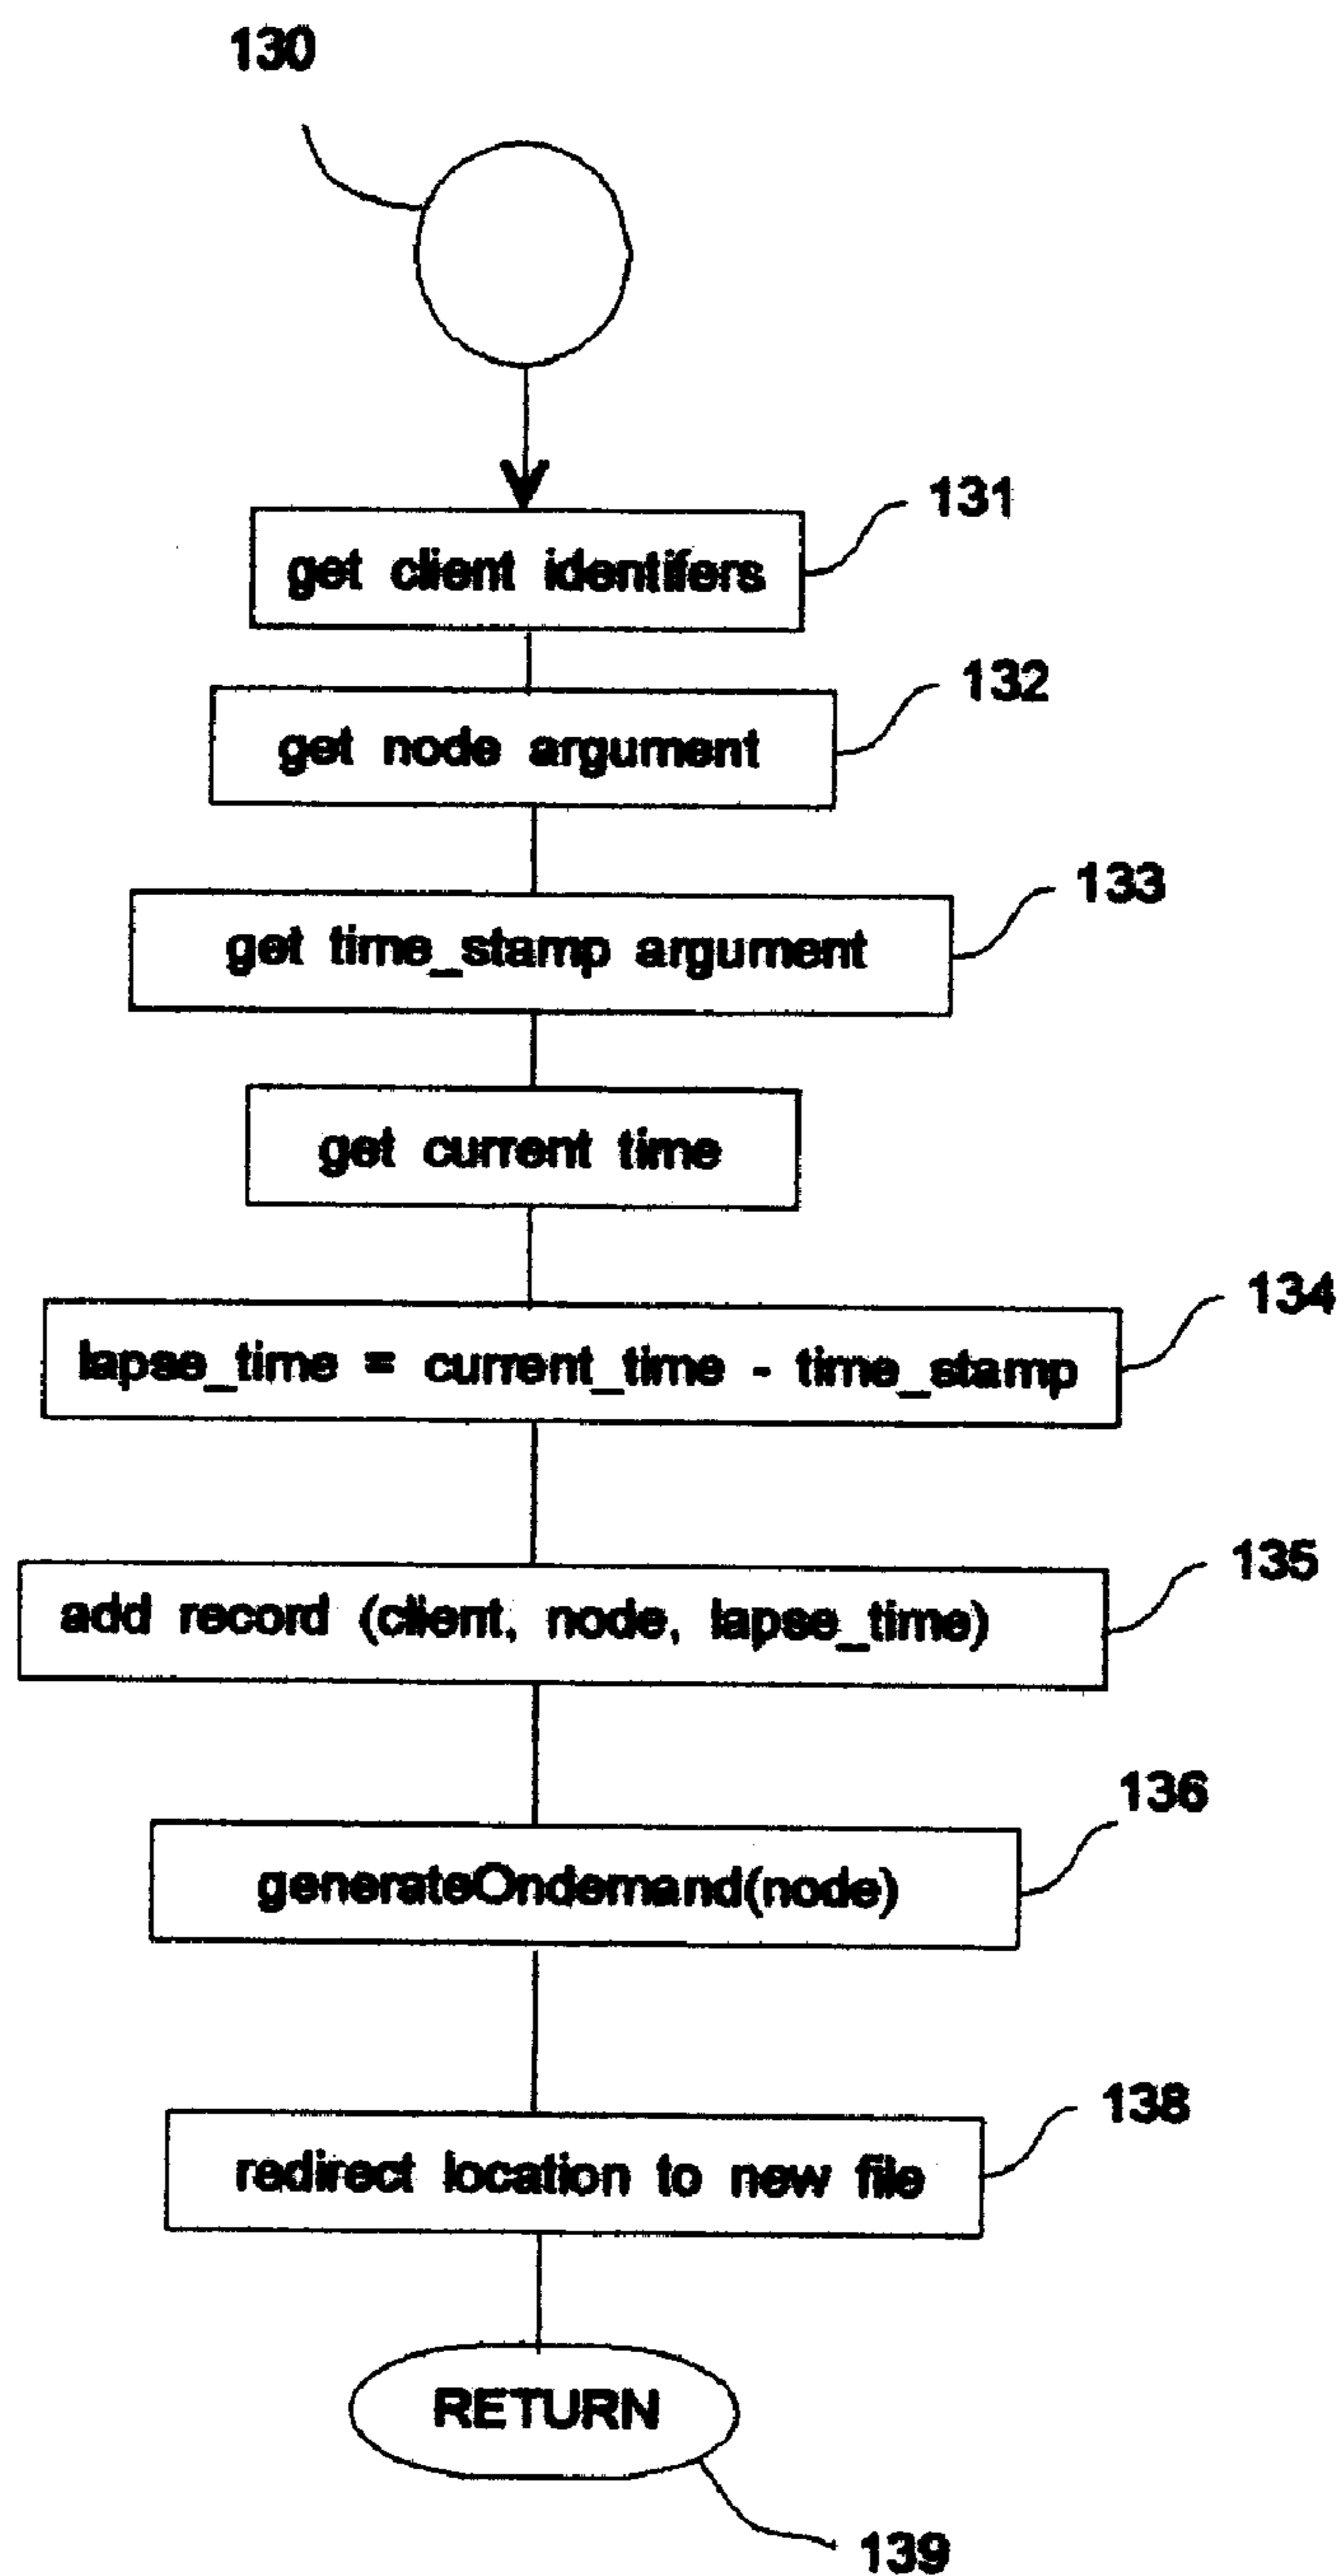 130
131
get client identifers
132
get node argument
133
get time_stamp argument
get current time
134
lapse_time = current_time - time_stamp
135
add record (client, node, lapse_time)
136
generateOndemand(node)
138
redirect location to new file
RETURN
139